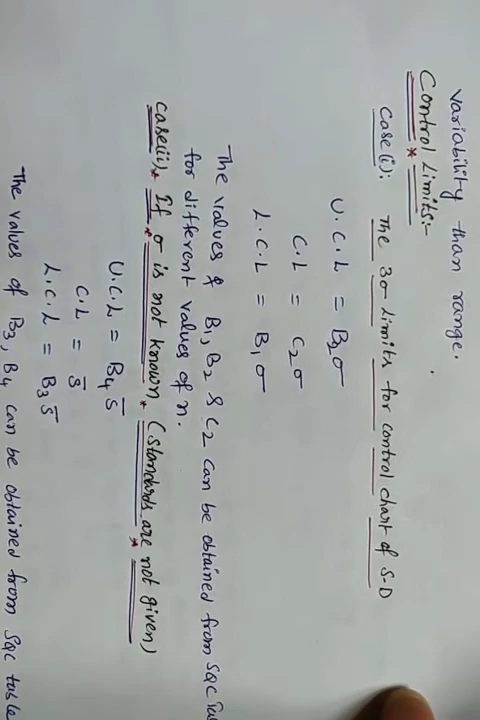 variability than range.
Control Limits:-
Case(i): The 3σ Limits for control chart of S-D
U.C.L = B2σ
C.L = C2σ
L.C.L = B1σ
The values of B1, B2 & C2 can be obtained from SQC
for different values of n.
case(ii): If σ is not known. (standards are not given)
U.C.L = B4 s̄
C.L = s̄
L.C.L = B3 s̄
The values of B3, B4 can be obtained from SQC table